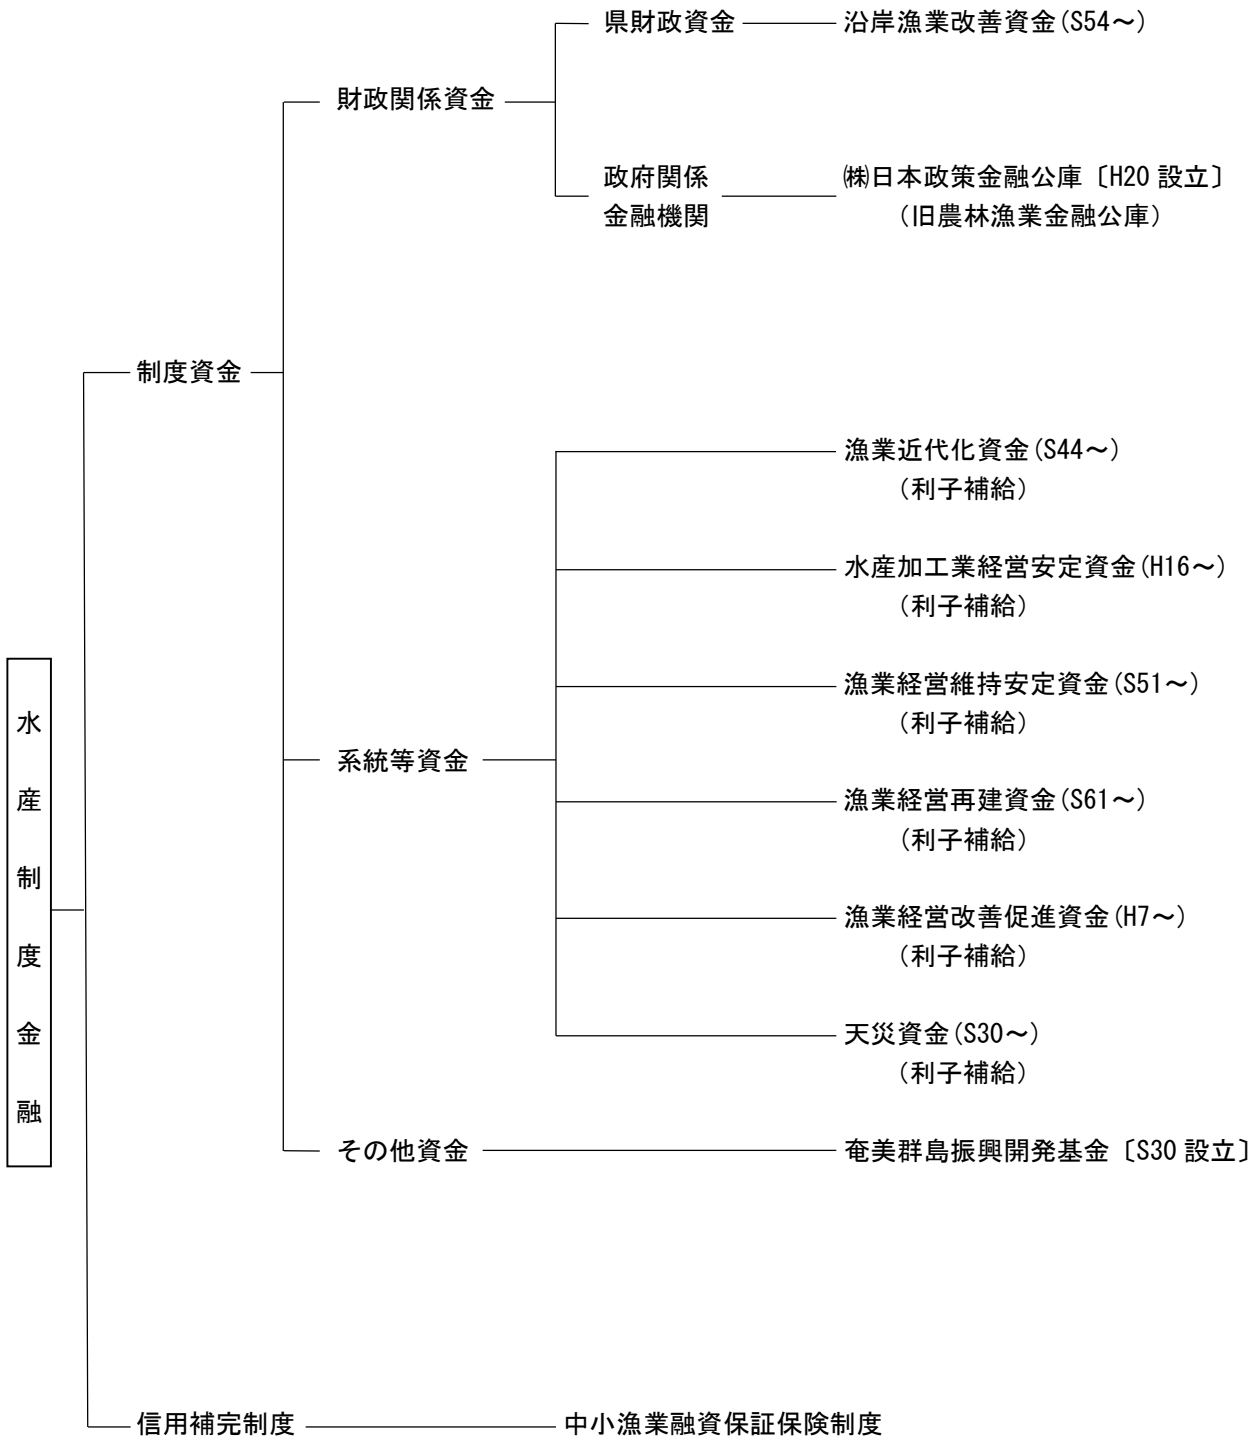 県財政資金
沿岸漁業改善資金(S54～)
財政関係資金
政府関係
金融機関
㈱日本政策金融公庫〔H20 設立〕
（旧農林漁業金融公庫）
制度資金
漁業近代化資金(S44～)
（利子補給）
水産加工業経営安定資金(H16～)
（利子補給）
漁業経営維持安定資金(S51～)
（利子補給）
水産制度金融
系統等資金
漁業経営再建資金(S61～)
（利子補給）
漁業経営改善促進資金(H7～)
（利子補給）
天災資金(S30～)
（利子補給）
その他資金
奄美群島振興開発基金〔S30 設立〕
信用補完制度
中小漁業融資保証保険制度